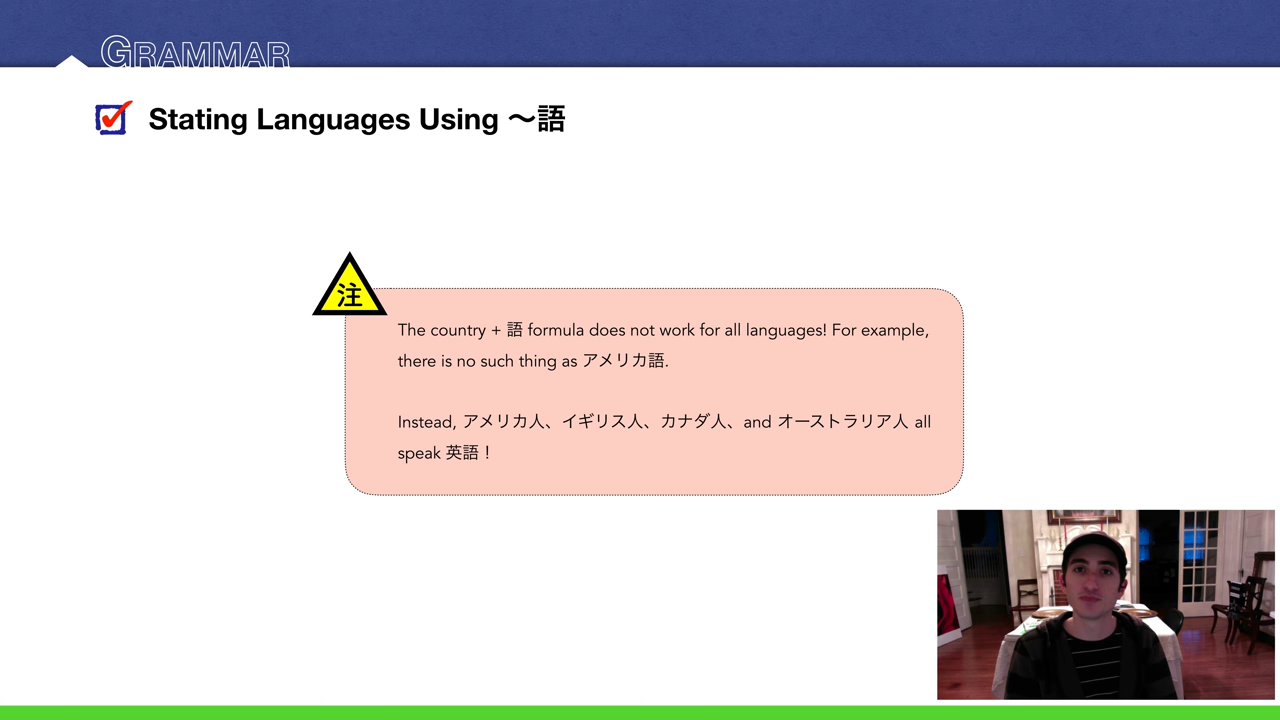 GRAMMAR
Stating Languages Using 〜語
注
The country + 語 formula does not work for all languages! For example,
there is no such thing as アメリカ語.
Instead, アメリカ人、イギリス人、カナダ人、and オーストラリア人 all
speak 英語！